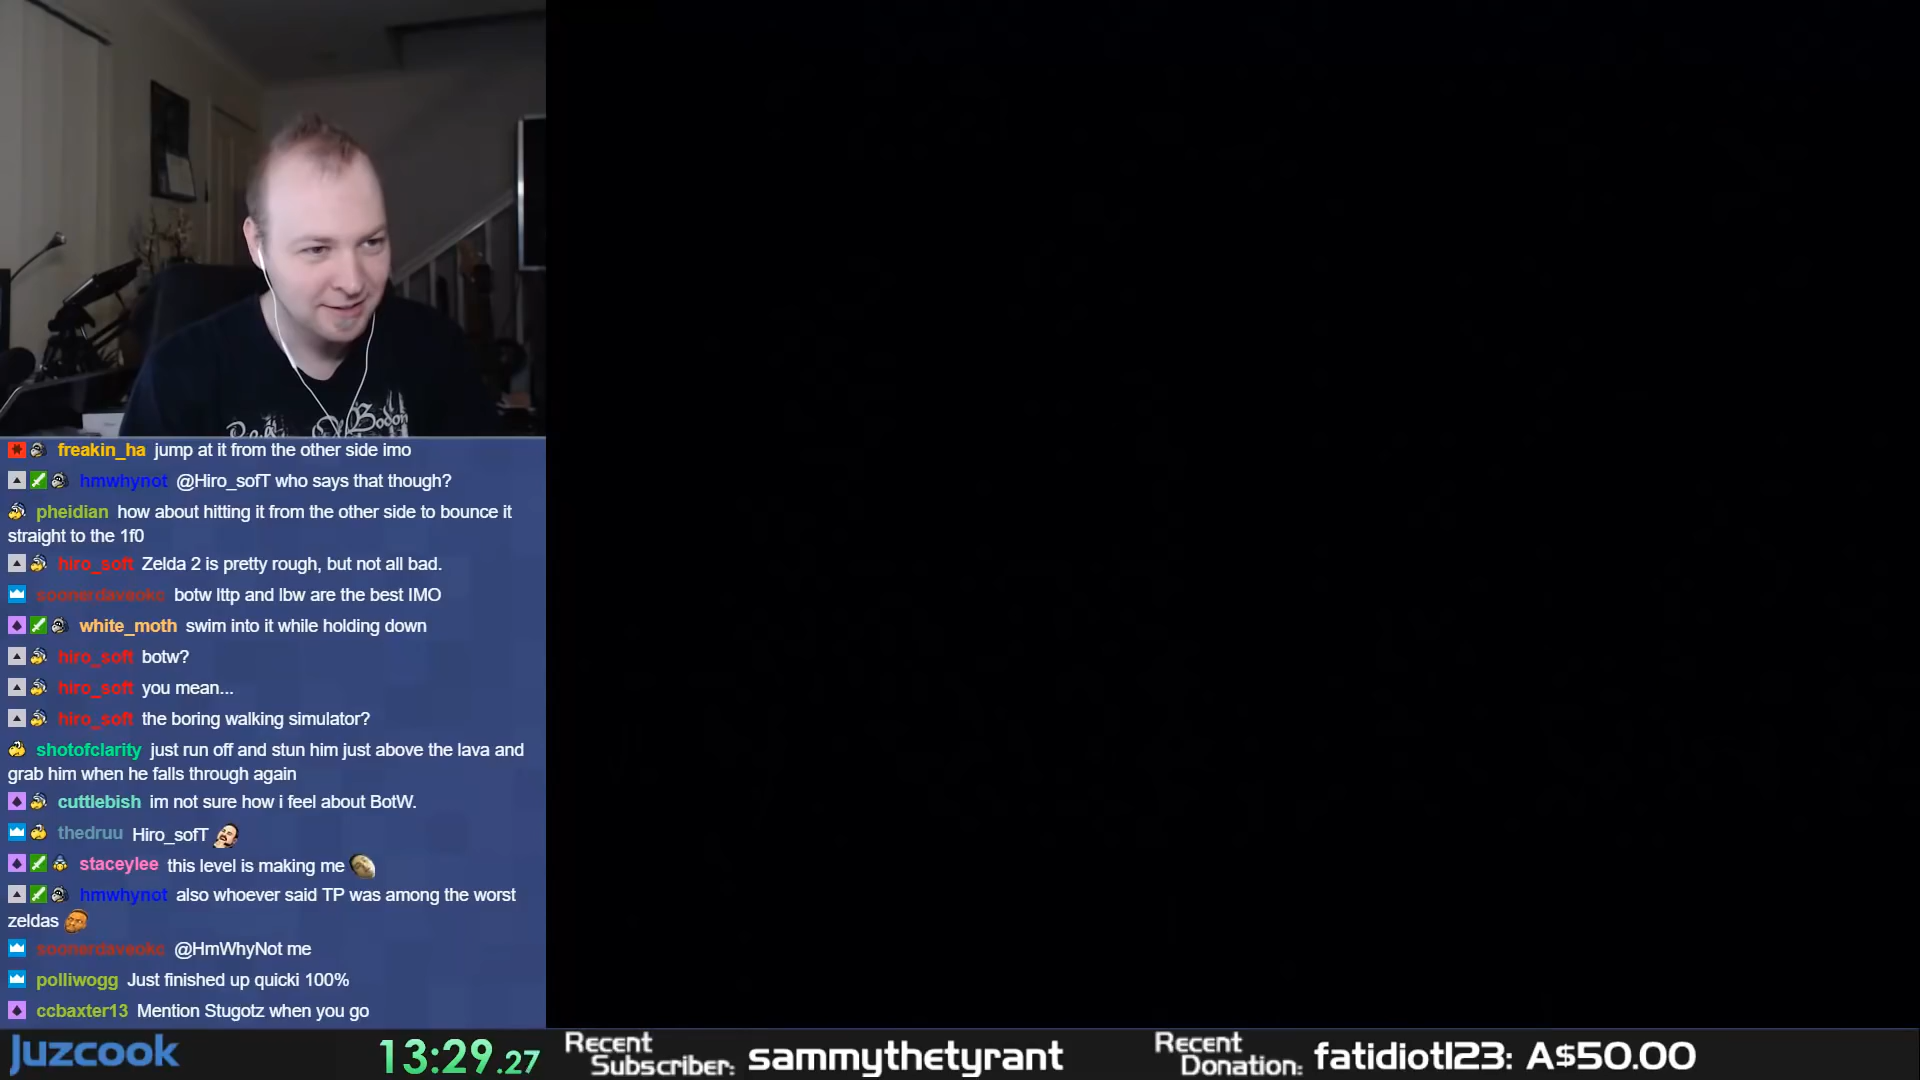 freakin_ha jump at it from the other side imo
hmwhynot @Hiro_sofT who says that though?
pheidian how about hitting it from the other side to bounce it
straight to the 1f0
hiro_soft Zelda 2 is pretty rough, but not all bad.
soonerdaveokc botw lttp and lbw are the best IMO
white_moth swim into it while holding down
hiro_soft botw?
hiro_soft you mean...
hiro_soft the boring walking simulator?
shotofclarity just run off and stun him just above the lava and
grab him when he falls through again
cuttlebish im not sure how i feel about BotW.
thedruu Hiro_sofT
staceylee this level is making me
hmwhynot also whoever said TP was among the worst
zeldas
soonerdaveokc @HmWhyNot me
polliwogg Just finished up quicki 100%
ccbaxter13 Mention Stugotz when you go
Juzcook 13:29.27 Recent Subscriber: sammythetyrant Recent Donation: fatidiot123: A$50.00